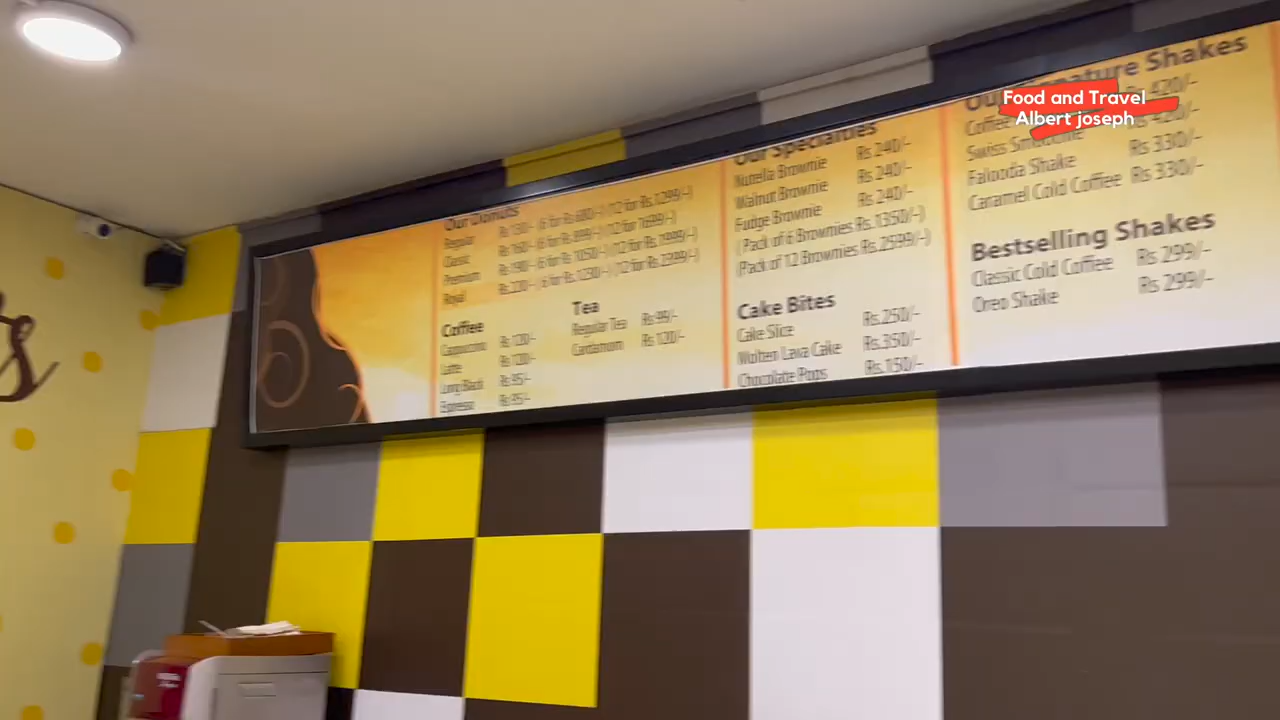 Food and Travel
Albert joseph
Our Donuts
Regular Rs 130/- (6 for Rs 680/-) (12 for Rs.1299/-)
Classic Rs 160/- (6 for Rs 899/-) (12 for 1699/-)
Premium Rs 190/- (6 for Rs 1050/-) (12 for Rs.1999/-)
Royal Rs 220/- (6 for Rs 1230/-) (12 for Rs 2399/-)
Coffee
Cappuccino Rs 120/-
Latte Rs 120/-
Long Black Rs 95/-
Espresso Rs 95/-
Tea
Regular Tea Rs 99/-
Cardamom Rs 120/-
Our Specialties
Nutella Brownie Rs 240/-
Walnut Brownie Rs 240/-
Fudge Brownie Rs 240/-
( Pack of 6 Brownies Rs.1350/-)
(Pack of 12 Brownies Rs.2599/-)
Cake Bites
Cake Slice Rs.250/-
Molten Lava Cake Rs.350/-
Chocolate Pops Rs.150/-
Our Signature Shakes
Coffee Rs 420/-
Swiss Smoothie Rs 420/-
Falooda Shake Rs 330/-
Caramel Cold Coffee Rs 330/-
Bestselling Shakes
Classic Cold Coffee Rs 299/-
Oreo Shake Rs 299/-